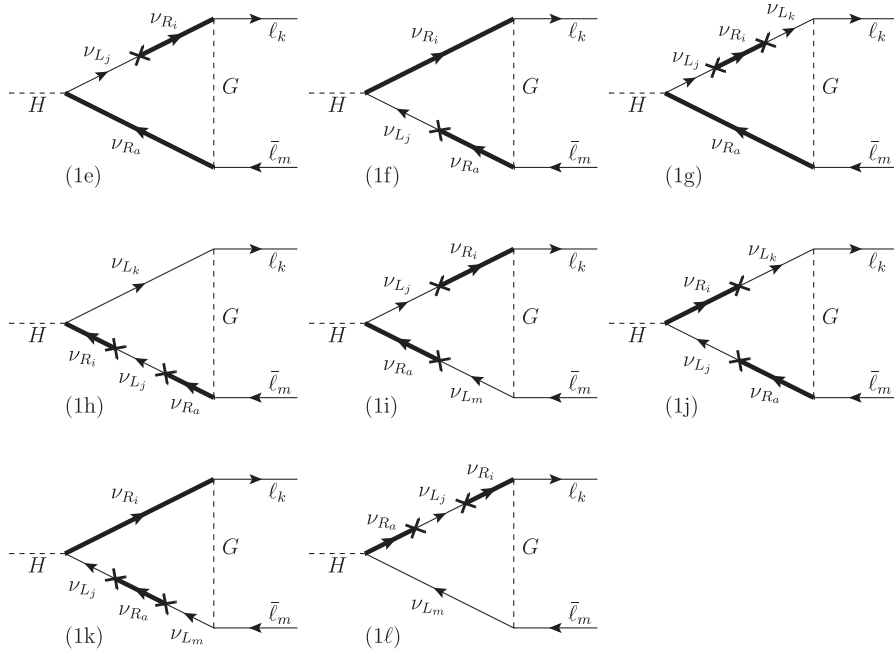 ν_{R_i} ℓ_k ν_{L_j} H G ν_{R_a} ℓ̄_m (1e)
ν_{R_i} ℓ_k H G ν_{L_j} ν_{R_a} ℓ̄_m (1f)
ν_{L_k} ℓ_k ν_{R_i} ν_{L_j} H G ν_{R_a} ℓ̄_m (1g)
ν_{L_k} ℓ_k H G ν_{R_i} ν_{L_j} ν_{R_a} ℓ̄_m (1h)
ν_{R_i} ℓ_k ν_{L_j} H G ν_{R_a} ν_{L_m} ℓ̄_m (1i)
ν_{L_k} ℓ_k ν_{R_i} H G ν_{L_j} ν_{R_a} ℓ̄_m (1j)
ν_{R_i} ℓ_k H G ν_{L_j} ν_{R_a} ν_{L_m} ℓ̄_m (1k)
ν_{R_i} ℓ_k ν_{L_j} ν_{R_a} H G ν_{L_m} ℓ̄_m (1ℓ)